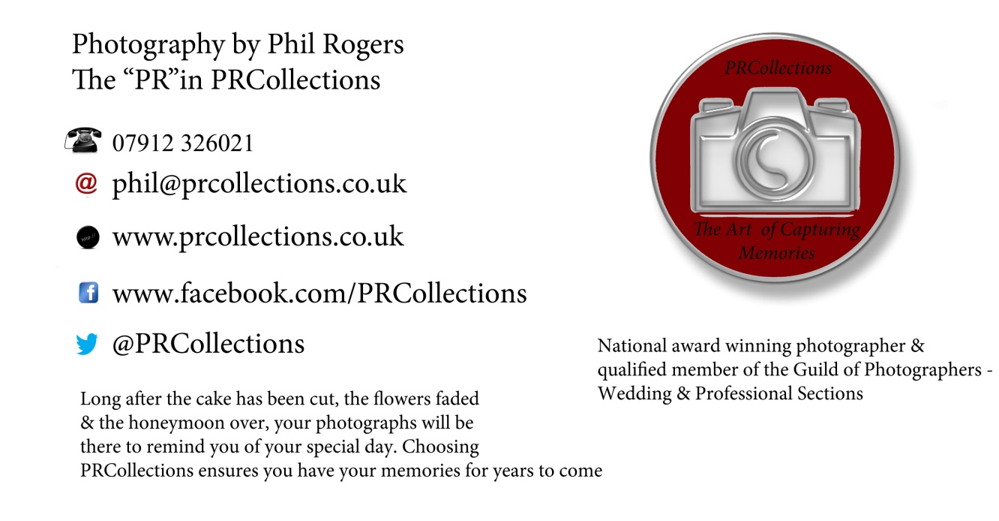 Photography by Phil Rogers
The “PR”in PRCollections
07912 326021
@
phil@prcollections.co.uk
http://
www.prcollections.co.uk
f
www.facebook.com/PRCollections
@PRCollections
Long after the cake has been cut, the flowers faded
& the honeymoon over, your photographs will be
there to remind you of your special day. Choosing
PRCollections ensures you have your memories for years to come
PRCollections
The Art of Capturing
Memories
National award winning photographer &
qualified member of the Guild of Photographers -
Wedding & Professional Sections